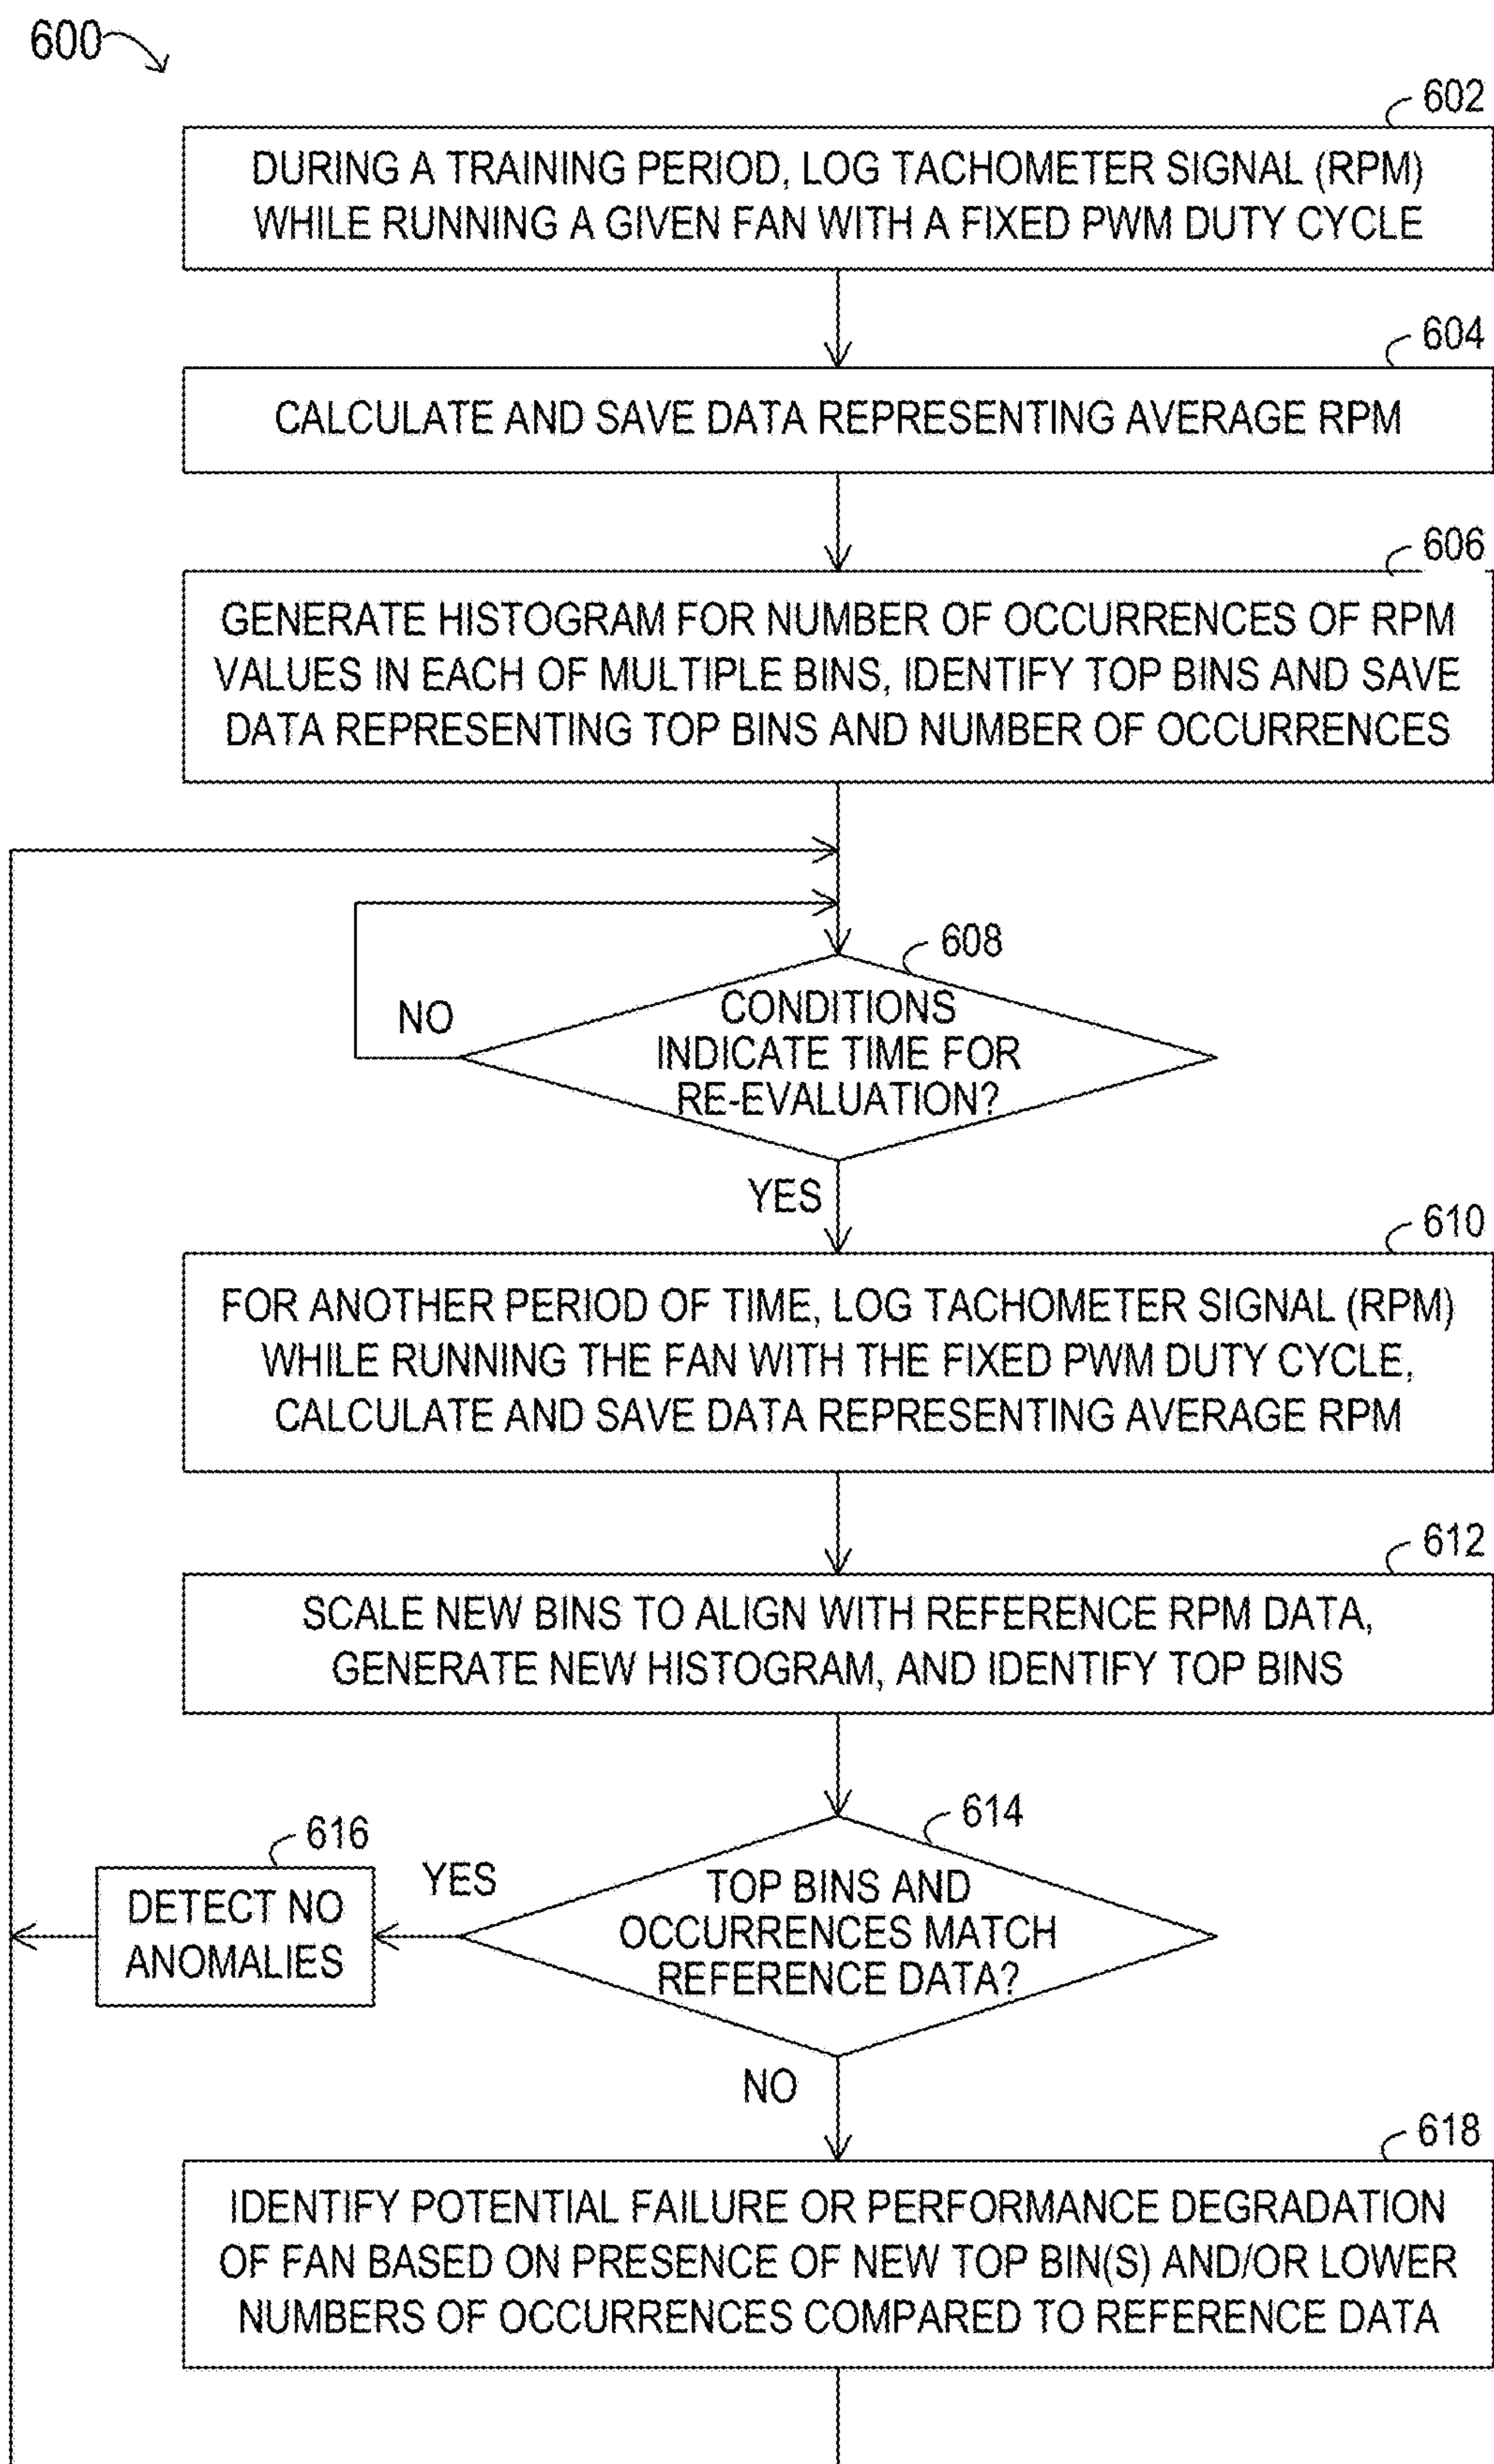 600
602
DURING A TRAINING PERIOD, LOG TACHOMETER SIGNAL (RPM)
WHILE RUNNING A GIVEN FAN WITH A FIXED PWM DUTY CYCLE
604
CALCULATE AND SAVE DATA REPRESENTING AVERAGE RPM
606
GENERATE HISTOGRAM FOR NUMBER OF OCCURRENCES OF RPM
VALUES IN EACH OF MULTIPLE BINS, IDENTIFY TOP BINS AND SAVE
DATA REPRESENTING TOP BINS AND NUMBER OF OCCURRENCES
608
CONDITIONS
INDICATE TIME FOR
RE-EVALUATION?
NO
YES
610
FOR ANOTHER PERIOD OF TIME, LOG TACHOMETER SIGNAL (RPM)
WHILE RUNNING THE FAN WITH THE FIXED PWM DUTY CYCLE,
CALCULATE AND SAVE DATA REPRESENTING AVERAGE RPM
612
SCALE NEW BINS TO ALIGN WITH REFERENCE RPM DATA,
GENERATE NEW HISTOGRAM, AND IDENTIFY TOP BINS
614
TOP BINS AND
OCCURRENCES MATCH
REFERENCE DATA?
YES
616
DETECT NO
ANOMALIES
NO
618
IDENTIFY POTENTIAL FAILURE OR PERFORMANCE DEGRADATION
OF FAN BASED ON PRESENCE OF NEW TOP BIN(S) AND/OR LOWER
NUMBERS OF OCCURRENCES COMPARED TO REFERENCE DATA